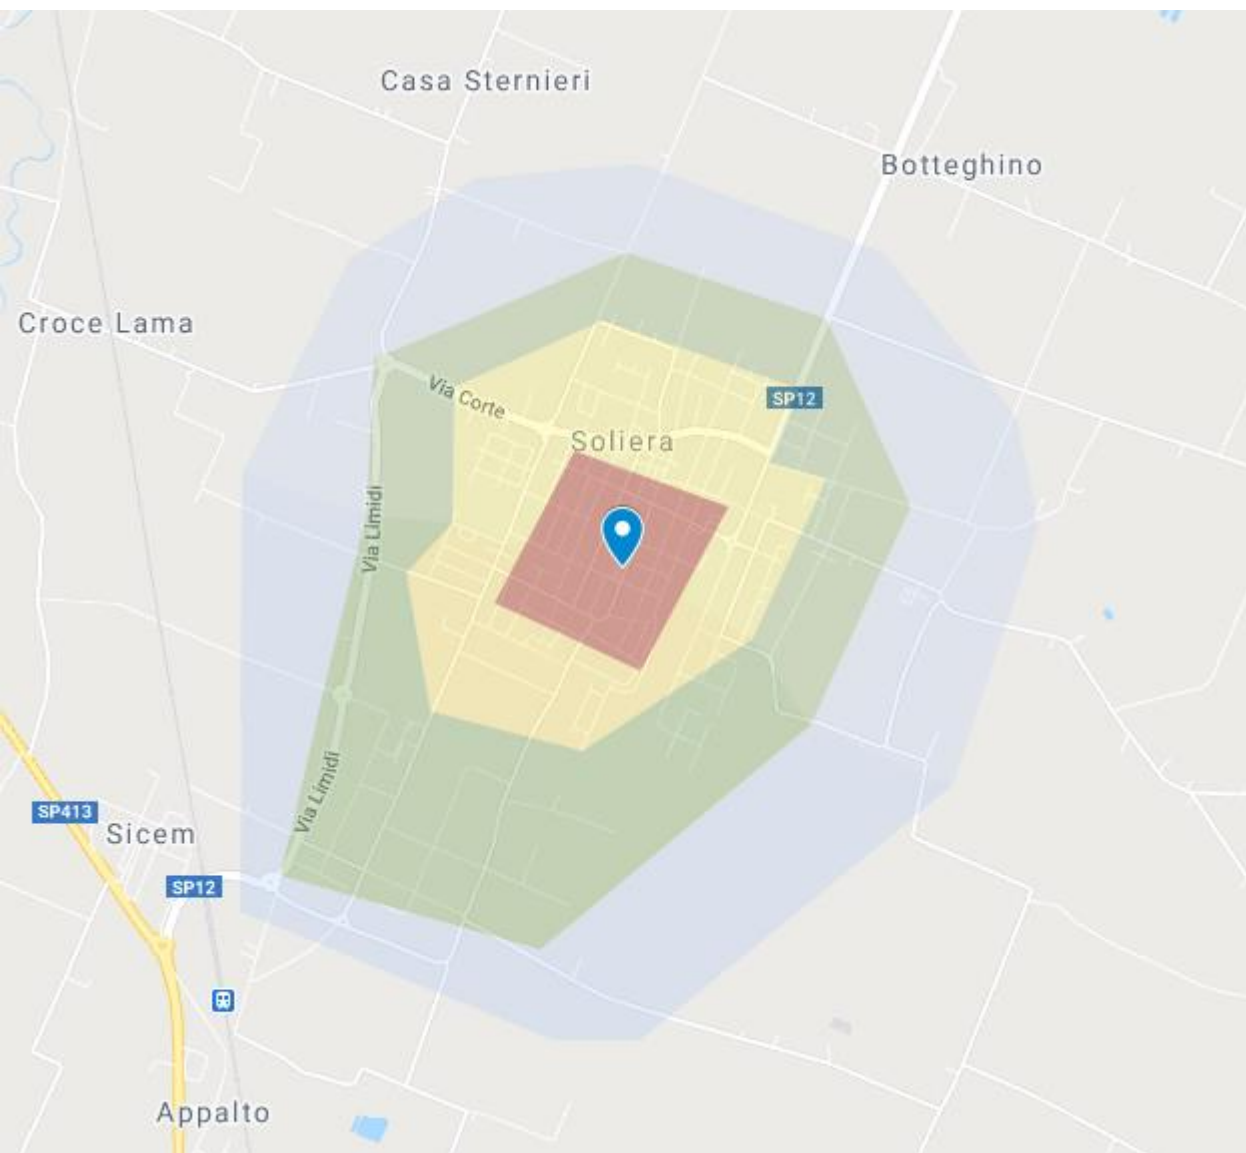 Casa Sternieri
Botteghino
Croce Lama
Via Corte
SP12
Soliera
Via Limidi
Via Limidi
SP413
Sicem
SP12
Appalto